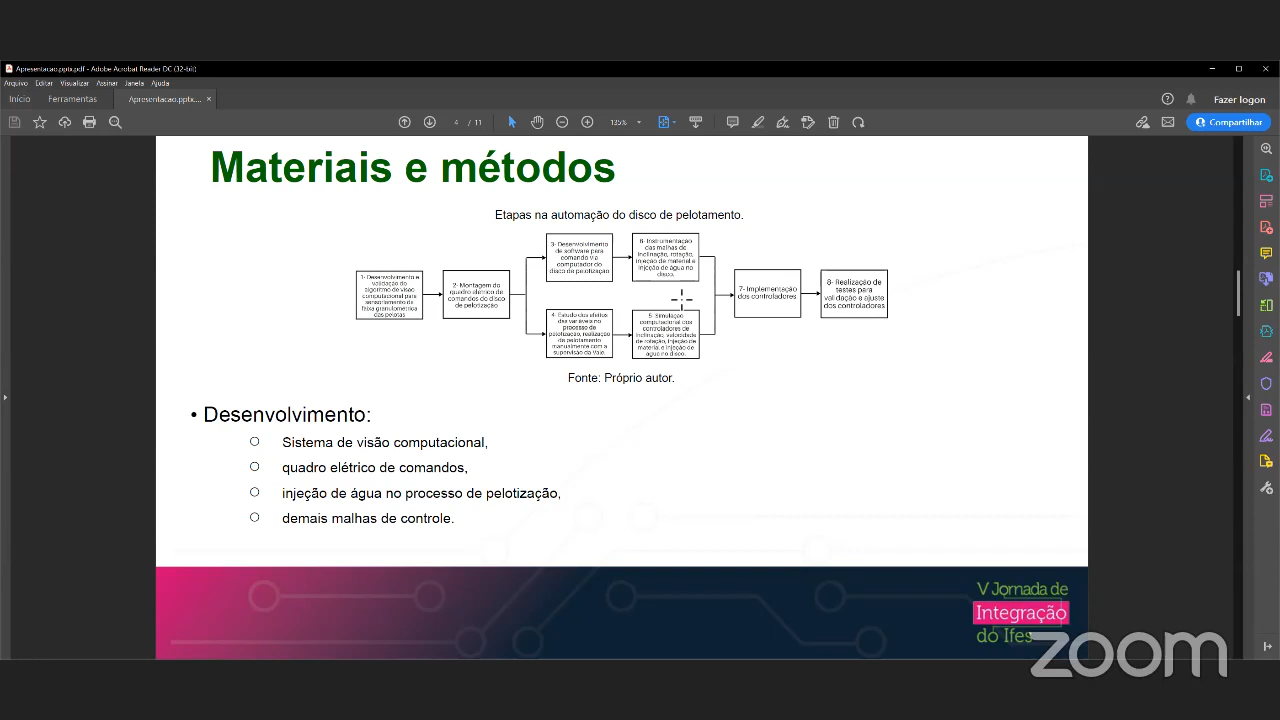 Apresentacao.pptx.pdf - Adobe Acrobat Reader DC (32-bit)
Arquivo Editar Visualizar Assinar Janela Ajuda
Início Ferramentas Apresentacao.pptx.... × Fazer logon
4 / 11 135% Compartilhar
Materiais e métodos
Etapas na automação do disco de pelotamento.
1- Desenvolvimento e
validação do
algoritmo de visão
computacional para
sensoriamento da
faixa granulométrica
das pelotas
2- Montagem do
quadro elétrico de
comandos do disco
de pelotização
3- Desenvolvimento
de software para
comando via
computador do
disco de pelotização
4- Estudo dos efeitos
das variáveis no
processo de
pelotização, realização
de pelotamento
manualmente com a
supervisão da Vale.
6- Instrumentação
das malhas de
inclinação, rotação,
injeção de material e
injeção de água no
disco.
5- Simulação
computacional dos
controladores de
inclinação, velocidade
de rotação, injeção de
material e injeção de
água no disco.
7- Implementação
dos controladores
8- Realização de
testes para
validação e ajuste
dos controladores
Fonte: Próprio autor.
• Desenvolvimento:
Sistema de visão computacional,
quadro elétrico de comandos,
injeção de água no processo de pelotização,
demais malhas de controle.
V Jornada de
Integração
do Ifes
zoom